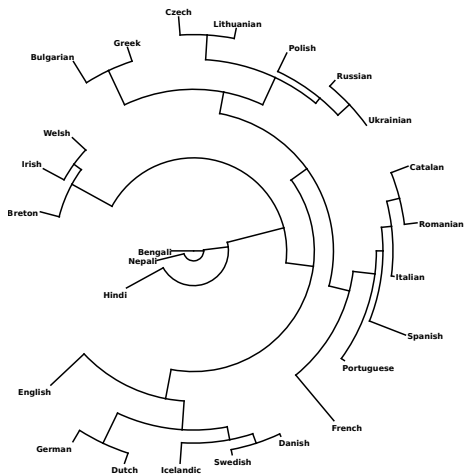 Czech
Lithuanian
Greek
Polish
Bulgarian
Russian
Ukrainian
Welsh
Irish
Catalan
Breton
Romanian
Bengali
Nepali
Italian
Hindi
Spanish
Portuguese
English
French
German
Danish
Swedish
Dutch
Icelandic